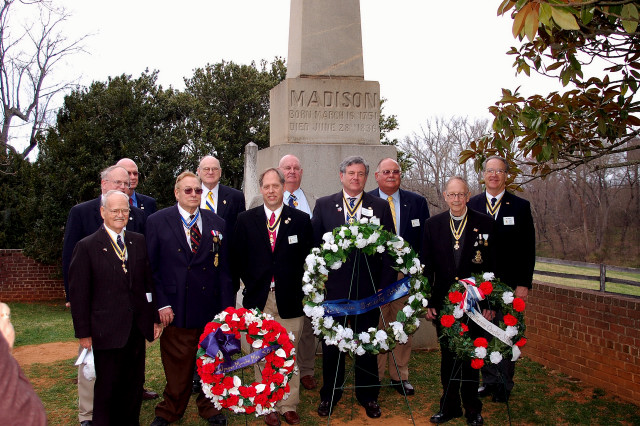 MADISON
BORN MARCH 16, 1751
DIED JUNE 28, 1836